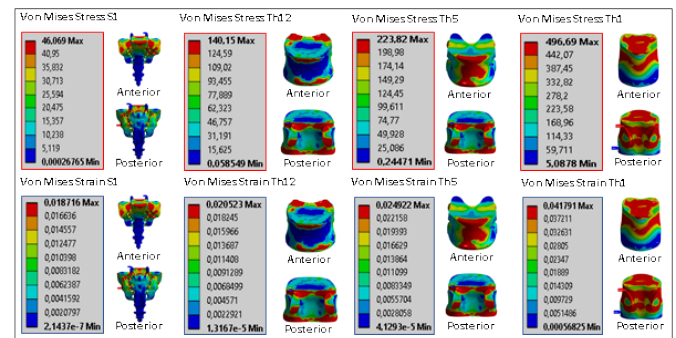 Von Mises Stress S1
46,069 Max
40,95
35,832
30,713
25,594
20,475
15,357
10,238
5,119
0,00026765 Min
Anterior
Posterior
Von Mises Stress Th12
140,15 Max
124,59
109,02
93,455
77,889
62,323
46,757
31,191
15,625
0,058549 Min
Anterior
Posterior
Von Mises Stress Th5
223,82 Max
198,98
174,14
149,29
124,45
99,611
74,77
49,928
25,086
0,24471 Min
Anterior
Posterior
Von Mises Stress Th1
496,69 Max
442,07
387,45
332,82
278,2
223,58
168,96
114,33
59,711
5,0878 Min
Anterior
Posterior
Von Mises Strain S1
0,018716 Max
0,016636
0,014557
0,012477
0,010398
0,0083182
0,0062387
0,0041592
0,0020797
2,1437e-7 Min
Anterior
Posterior
Von Mises Strain Th12
0,020523 Max
0,018245
0,015966
0,013687
0,011408
0,0091289
0,0068499
0,004571
0,0022921
1,3167e-5 Min
Anterior
Posterior
Von Mises Strain Th5
0,024922 Max
0,022158
0,019393
0,016629
0,013864
0,011099
0,0083349
0,0055704
0,0028058
4,1293e-5 Min
Anterior
Posterior
Von Mises Strain Th1
0,041791 Max
0,037211
0,032631
0,02805
0,02347
0,01889
0,014309
0,009729
0,0051486
0,00056825 Min
Anterior
Posterior